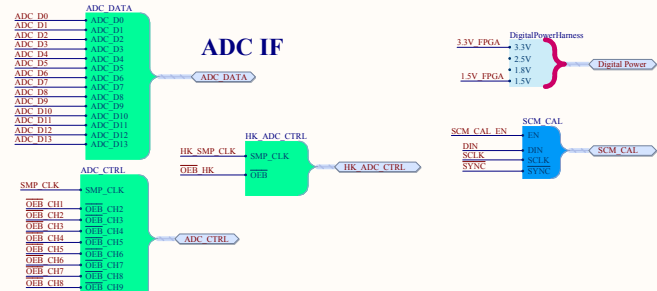 ADC_DATA
ADC_D0 ADC_D0
ADC_D1 ADC_D1
ADC_D2 ADC_D2
ADC_D3 ADC_D3
ADC_D4 ADC_D4
ADC_D5 ADC_D5
ADC_D6 ADC_D6
ADC_D7 ADC_D7
ADC_D8 ADC_D8
ADC_D9 ADC_D9
ADC_D10 ADC_D10
ADC_D11 ADC_D11
ADC_D12 ADC_D12
ADC_D13 ADC_D13
ADC_DATA
ADC IF
DigitalPowerHarness
3.3V_FPGA 3.3V
2.5V
1.8V
1.5V_FPGA 1.5V
Digital Power
HK_ADC_CTRL
HK_SMP_CLK SMP_CLK
OEB_HK OEB
HK_ADC_CTRL
SCM_CAL
SCM_CAL_EN EN
DIN DIN
SCLK SCLK
SYNC SYNC
SCM_CAL
ADC_CTRL
SMP_CLK SMP_CLK
OEB_CH1 OEB_CH2
OEB_CH2 OEB_CH3
OEB_CH3 OEB_CH4
OEB_CH4 OEB_CH5
OEB_CH5 OEB_CH6
OEB_CH6 OEB_CH7
OEB_CH7 OEB_CH8
OEB_CH8 OEB_CH9
ADC_CTRL